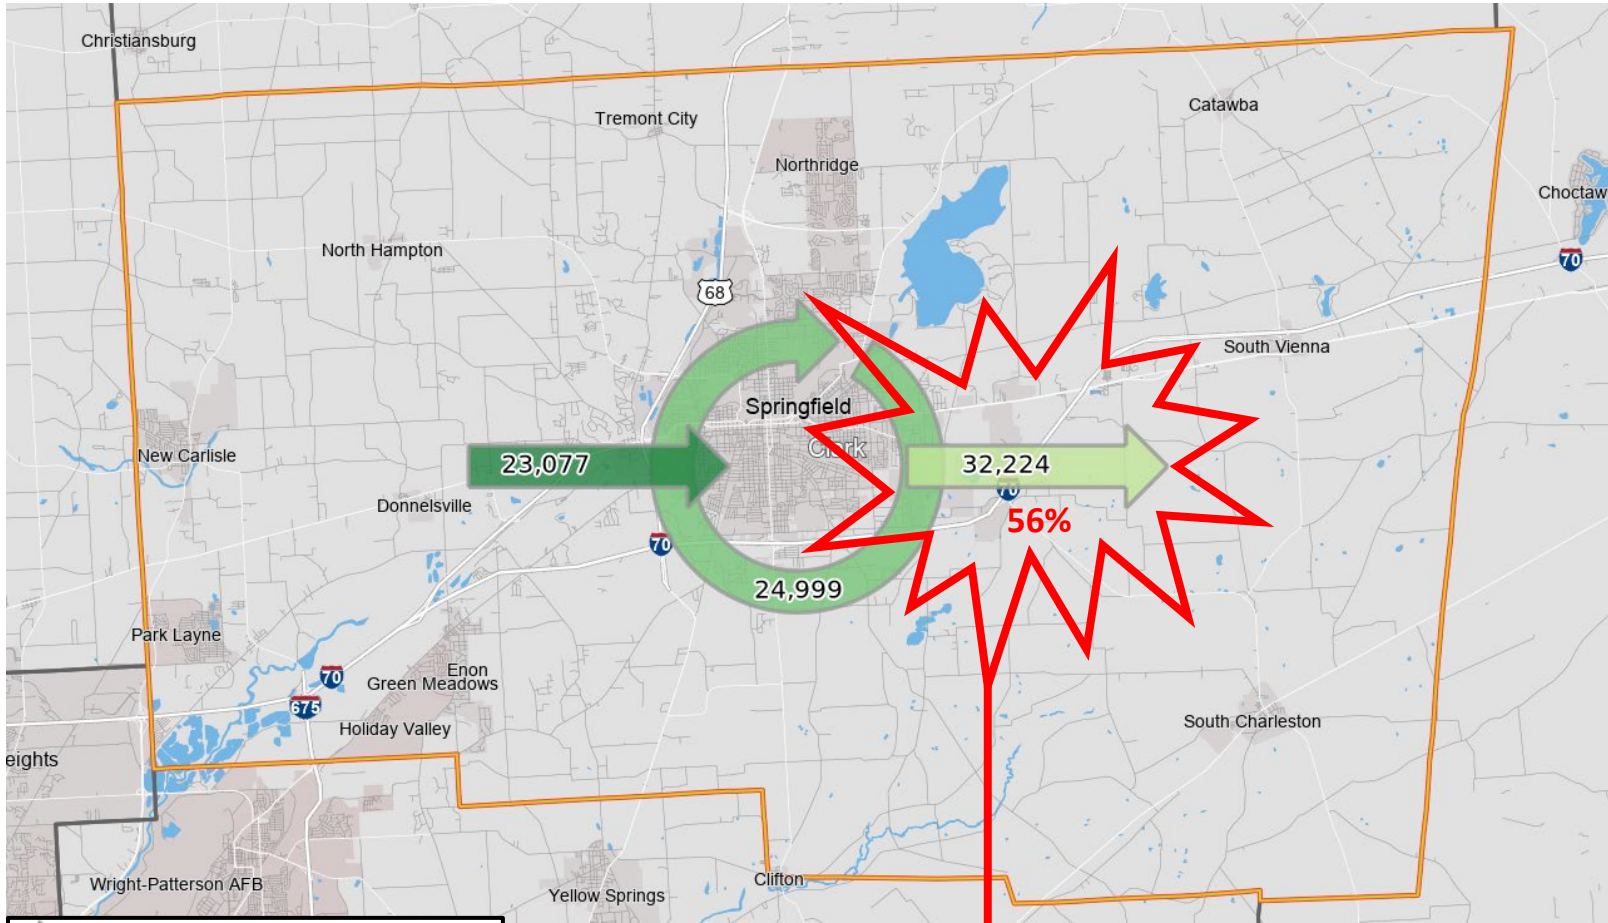 Christiansburg
Catawba
Tremont City
Northridge
Choctaw
North Hampton
70
68
South Vienna
Springfield
Clark
New Carlisle
23,077
32,224
70
Donnelsville
56%
70
24,999
Park Layne
Enon
70
Green Meadows
675
South Charleston
Holiday Valley
eights
Wright-Patterson AFB
Clifton
Yellow Springs